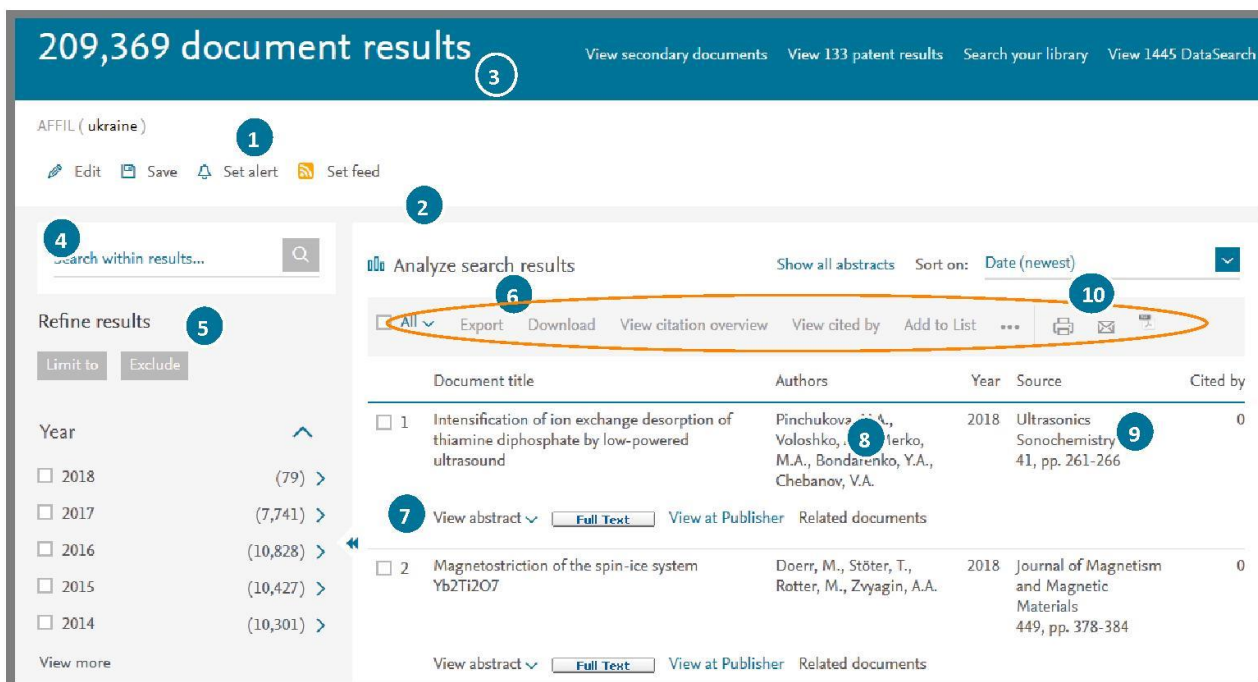 209,369 document results
3
View secondary documents View 133 patent results Search your library View 1445 DataSearch
AFFIL ( ukraine )
1
Edit Save Set alert Set feed
2
4
Search within results...
Analyze search results
Show all abstracts Sort on: Date (newest)
6
10
Refine results
5
All Export Download View citation overview View cited by Add to List •••
Limit to Exclude
Document title Authors Year Source Cited by
Year
2018 (79)
2017 (7,741)
2016 (10,828)
2015 (10,427)
2014 (10,301)
View more
1 Intensification of ion exchange desorption of
thiamine diphosphate by low-powered
ultrasound
Pinchukova,
Voloshko,
M.A., Bondarenko, Y.A.,
Chebanov, V.A.
8
2018
Ultrasonics
Sonochemistry
41, pp. 261-266
9
0
7
View abstract Full Text View at Publisher Related documents
2 Magnetostriction of the spin-ice system
Yb2Ti2O7
Doerr, M., Stöter, T.,
Rotter, M., Zvyagin, A.A.
2018
Journal of Magnetism
and Magnetic
Materials
449, pp. 378-384
0
View abstract Full Text View at Publisher Related documents